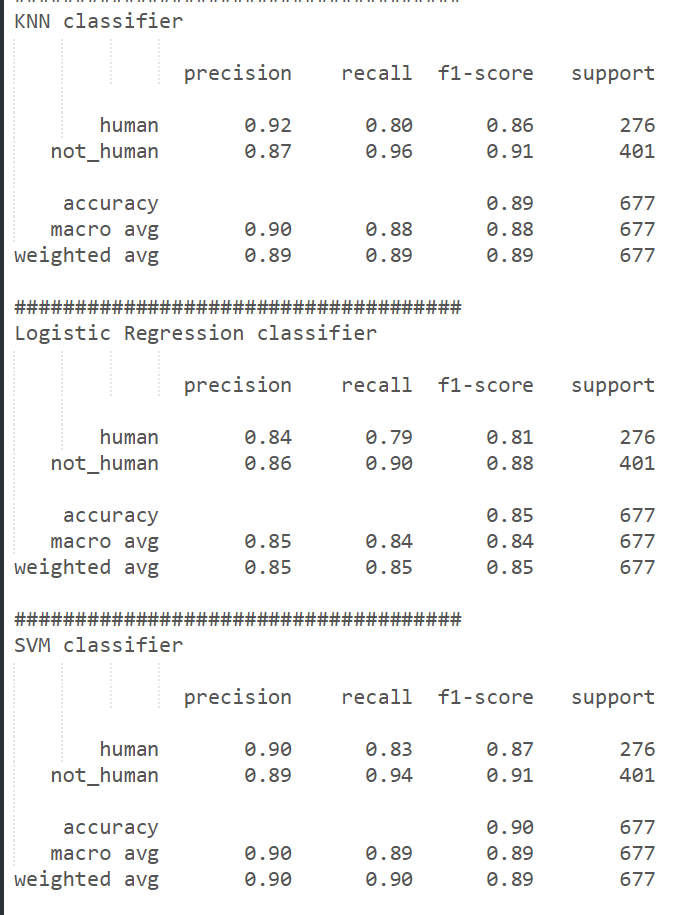 KNN classifier
precision recall f1-score support
human 0.92 0.80 0.86 276
not_human 0.87 0.96 0.91 401
accuracy 0.89 677
macro avg 0.90 0.88 0.88 677
weighted avg 0.89 0.89 0.89 677
#####################################
Logistic Regression classifier
precision recall f1-score support
human 0.84 0.79 0.81 276
not_human 0.86 0.90 0.88 401
accuracy 0.85 677
macro avg 0.85 0.84 0.84 677
weighted avg 0.85 0.85 0.85 677
#####################################
SVM classifier
precision recall f1-score support
human 0.90 0.83 0.87 276
not_human 0.89 0.94 0.91 401
accuracy 0.90 677
macro avg 0.90 0.89 0.89 677
weighted avg 0.90 0.90 0.89 677